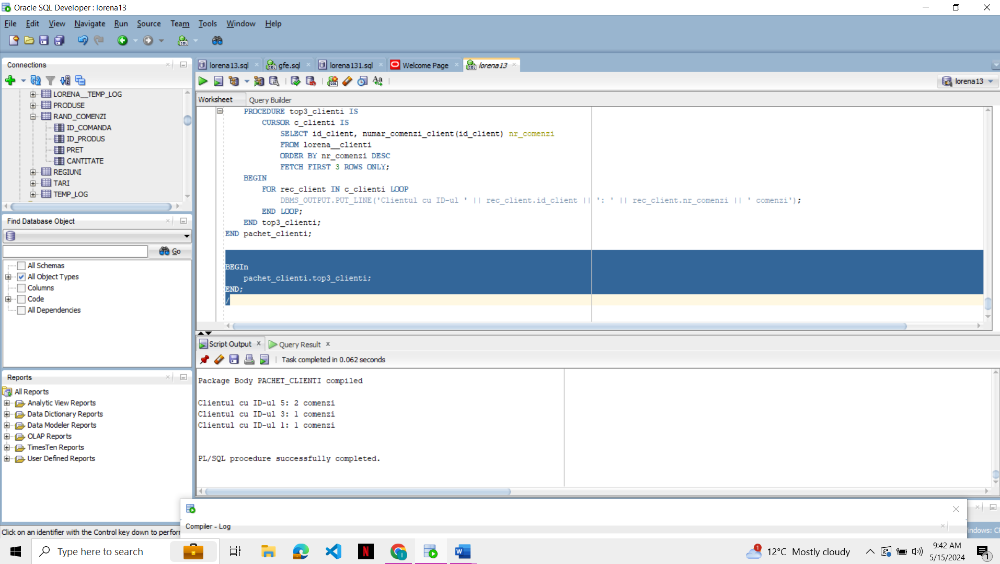 Oracle SQL Developer : lorena13
File Edit View Navigate Run Source Team Tools Window Help
Connections
LORENA__TEMP_LOG
PRODUSE
RAND_COMENZI
ID_COMANDA
ID_PRODUS
PRET
CANTITATE
REGIUNI
TARI
TEMP_LOG
Find Database Object
Go
All Schemas
All Object Types
Columns
Code
All Dependencies
Reports
All Reports
Analytic View Reports
Data Dictionary Reports
Data Modeler Reports
OLAP Reports
TimesTen Reports
User Defined Reports
lorena13.sql gfe.sql lorena131.sql Welcome Page lorena13
lorena13
Worksheet Query Builder
PROCEDURE top3_clienti IS
CURSOR c_clienti IS
SELECT id_client, numar_comenzi_client(id_client) nr_comenzi
FROM lorena__clienti
ORDER BY nr_comenzi DESC
FETCH FIRST 3 ROWS ONLY;
BEGIN
FOR rec_client IN c_clienti LOOP
DBMS_OUTPUT.PUT_LINE('Clientul cu ID-ul ' || rec_client.id_client || ': ' || rec_client.nr_comenzi || ' comenzi');
END LOOP;
END top3_clienti;
END pachet_clienti;
BEGIn
pachet_clienti.top3_clienti;
END;
/
Script Output Query Result
Task completed in 0.062 seconds
Package Body PACHET_CLIENTI compiled
Clientul cu ID-ul 5: 2 comenzi
Clientul cu ID-ul 3: 1 comenzi
Clientul cu ID-ul 1: 1 comenzi
PL/SQL procedure successfully completed.
Compiler - Log
Click on an identifier with the Control key down to perforn
indows: CF
Type here to search
1
12°C Mostly cloudy
9:42 AM
5/15/2024
1